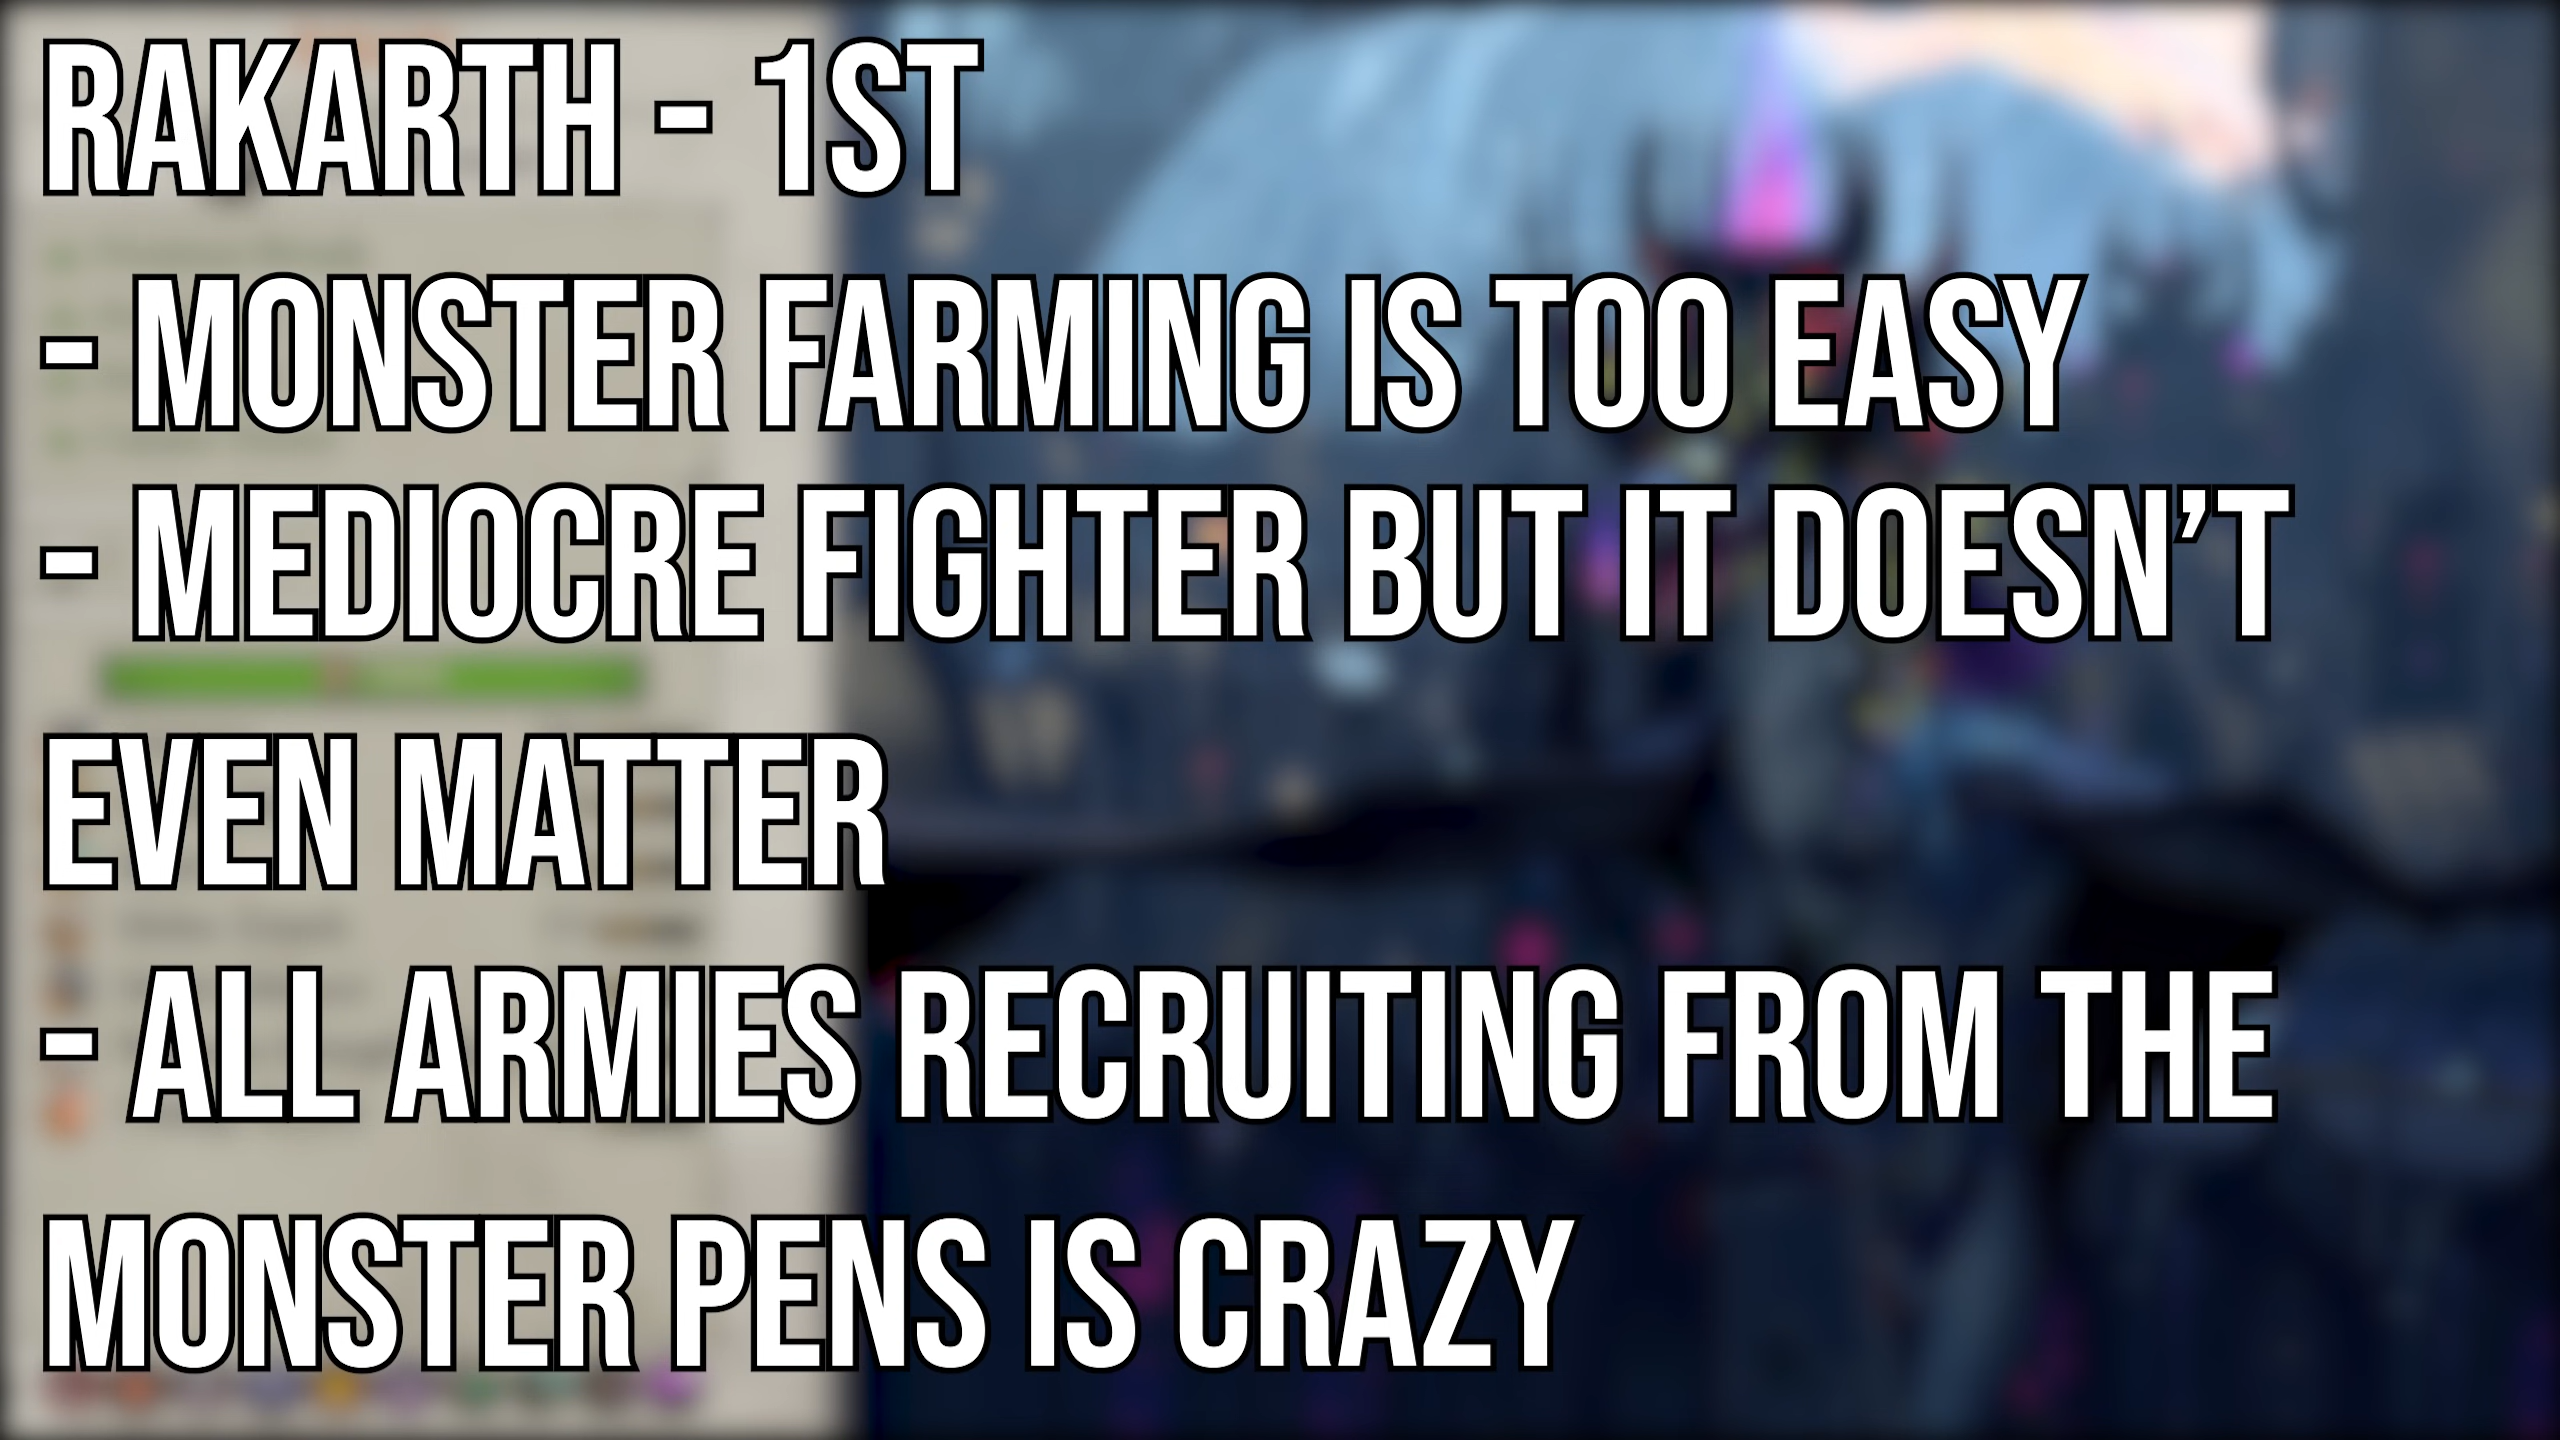 RAKARTH - 1ST
- MONSTER FARMING IS TOO EASY
- MEDIOCRE FIGHTER BUT IT DOESN'T
EVEN MATTER
- ALL ARMIES RECRUITING FROM THE
MONSTER PENS IS CRAZY